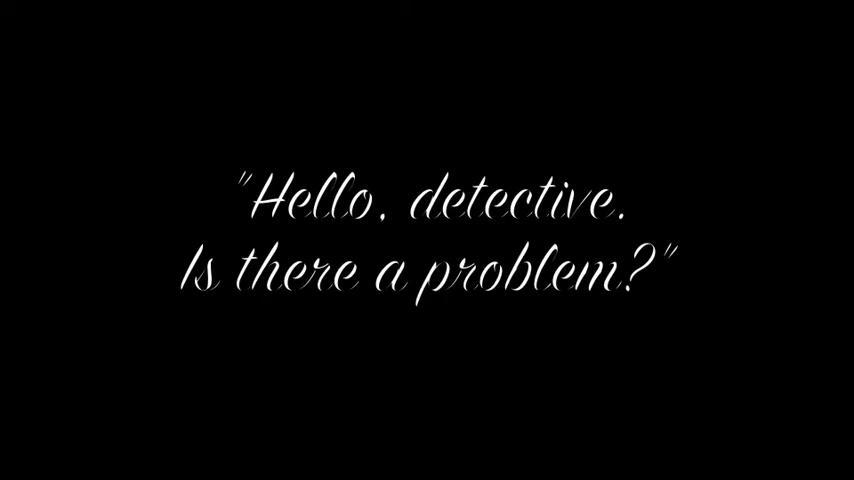 "Hello, detective.
Is there a problem?"